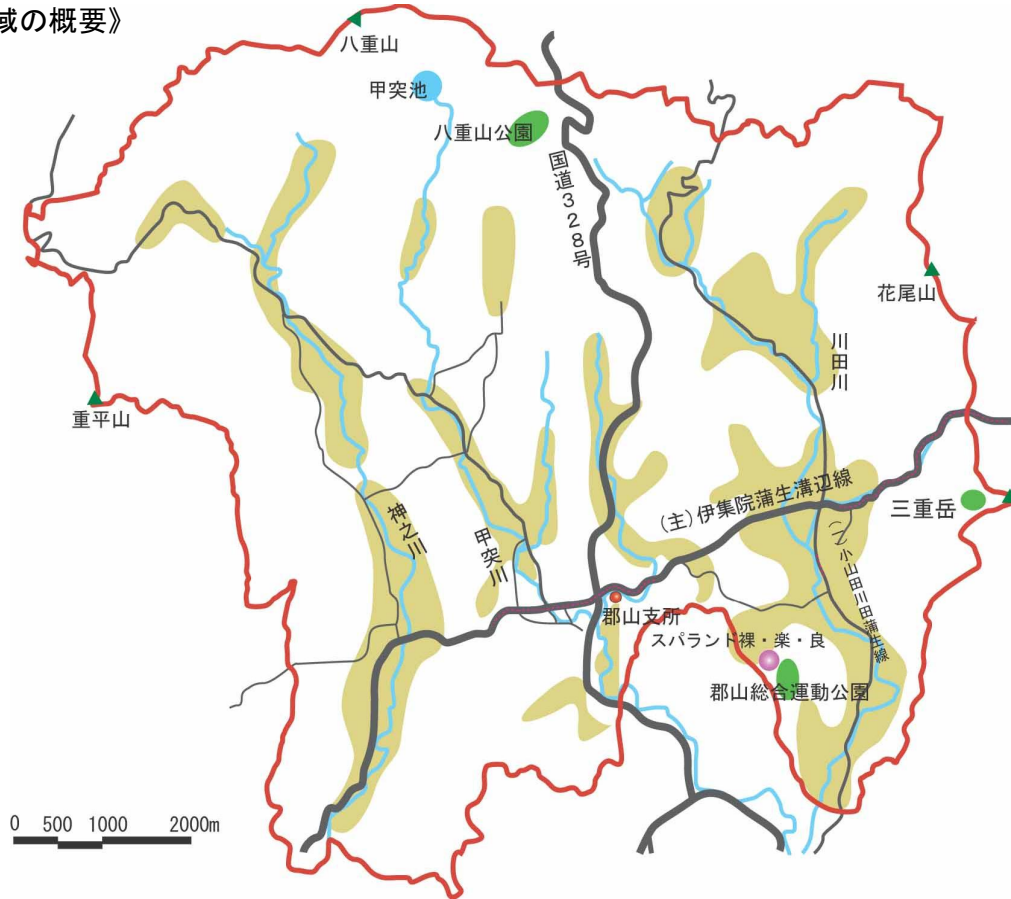 域の概要》
八重山
甲突池
八重山公園
国道328号
花尾山
川田川
重平山
三重岳
(主)伊集院蒲生溝辺線
神之川
甲突川
(一)小山田川田蒲生線
郡山支所
スパランド裸・楽・良
郡山総合運動公園
0 500 1000 2000m